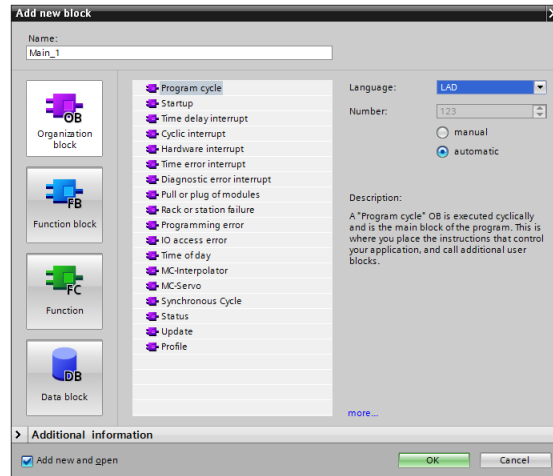 Add new block
Name:
Main_1
OB
Organization
block
FB
Function block
FC
Function
DB
Data block
Program cycle
Startup
Time delay interrupt
Cyclic interrupt
Hardware interrupt
Time error interrupt
Diagnostic error interrupt
Pull or plug of modules
Rack or station failure
Programming error
IO access error
Time of day
MC-Interpolator
MC-Servo
Synchronous Cycle
Status
Update
Profile
Language:
LAD
Number:
123
manual
automatic
Description:
A "Program cycle" OB is executed cyclically
and is the main block of the program. This is
where you place the instructions that control
your application, and call additional user
blocks.
more...
> Additional information
Add new and open
OK
Cancel